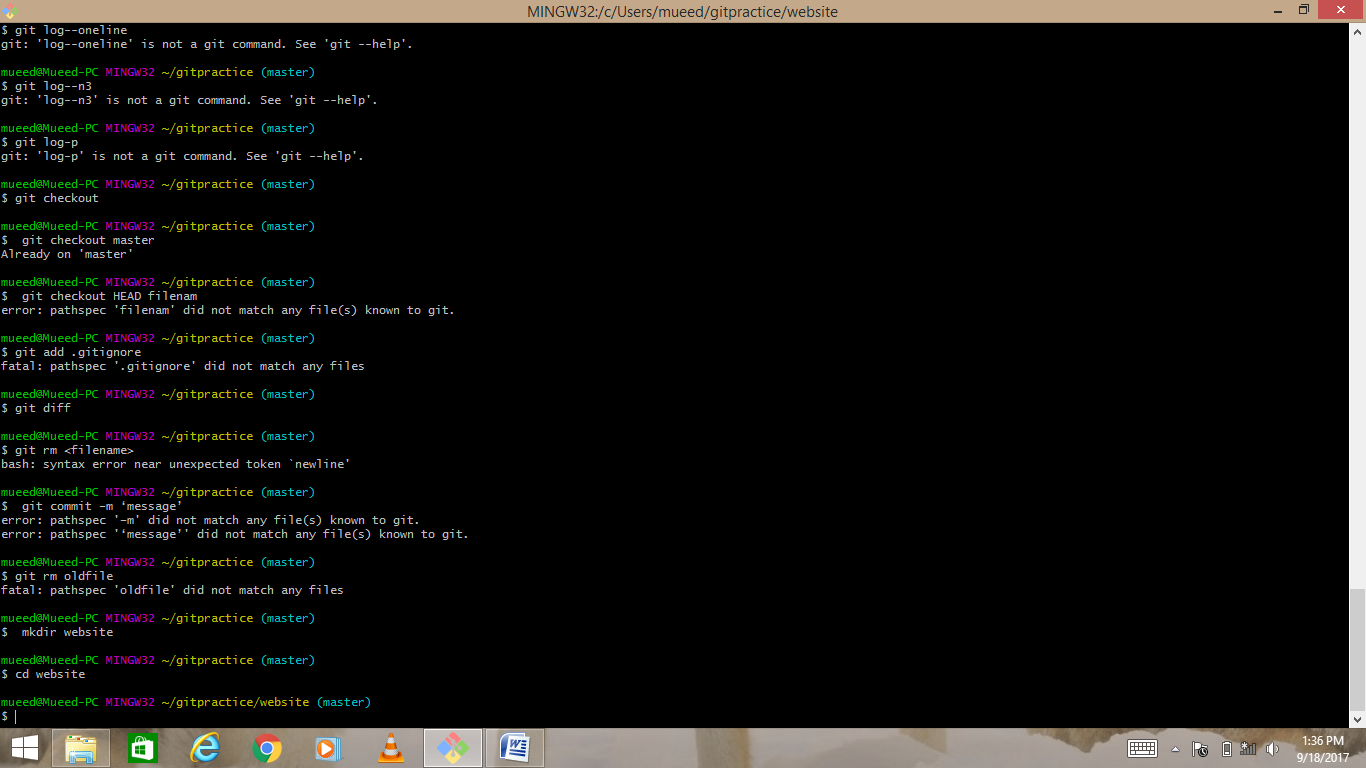 MINGW32:/c/Users/mueed/gitpractice/website
$ git log--oneline
git: 'log--oneline' is not a git command. See 'git --help'.
mueed@Mueed-PC MINGW32 ~/gitpractice (master)
$ git log--n3
git: 'log--n3' is not a git command. See 'git --help'.
mueed@Mueed-PC MINGW32 ~/gitpractice (master)
$ git log-p
git: 'log-p' is not a git command. See 'git --help'.
mueed@Mueed-PC MINGW32 ~/gitpractice (master)
$ git checkout
mueed@Mueed-PC MINGW32 ~/gitpractice (master)
$  git checkout master
Already on 'master'
mueed@Mueed-PC MINGW32 ~/gitpractice (master)
$  git checkout HEAD filenam
error: pathspec 'filenam' did not match any file(s) known to git.
mueed@Mueed-PC MINGW32 ~/gitpractice (master)
$ git add .gitignore
fatal: pathspec '.gitignore' did not match any files
mueed@Mueed-PC MINGW32 ~/gitpractice (master)
$ git diff
mueed@Mueed-PC MINGW32 ~/gitpractice (master)
$ git rm <filename>
bash: syntax error near unexpected token `newline'
mueed@Mueed-PC MINGW32 ~/gitpractice (master)
$  git commit –m ‘message’
error: pathspec '–m' did not match any file(s) known to git.
error: pathspec '‘message’' did not match any file(s) known to git.
mueed@Mueed-PC MINGW32 ~/gitpractice (master)
$ git rm oldfile
fatal: pathspec 'oldfile' did not match any files
mueed@Mueed-PC MINGW32 ~/gitpractice (master)
$  mkdir website
mueed@Mueed-PC MINGW32 ~/gitpractice (master)
$ cd website
mueed@Mueed-PC MINGW32 ~/gitpractice/website (master)
$
1:36 PM
9/18/2017